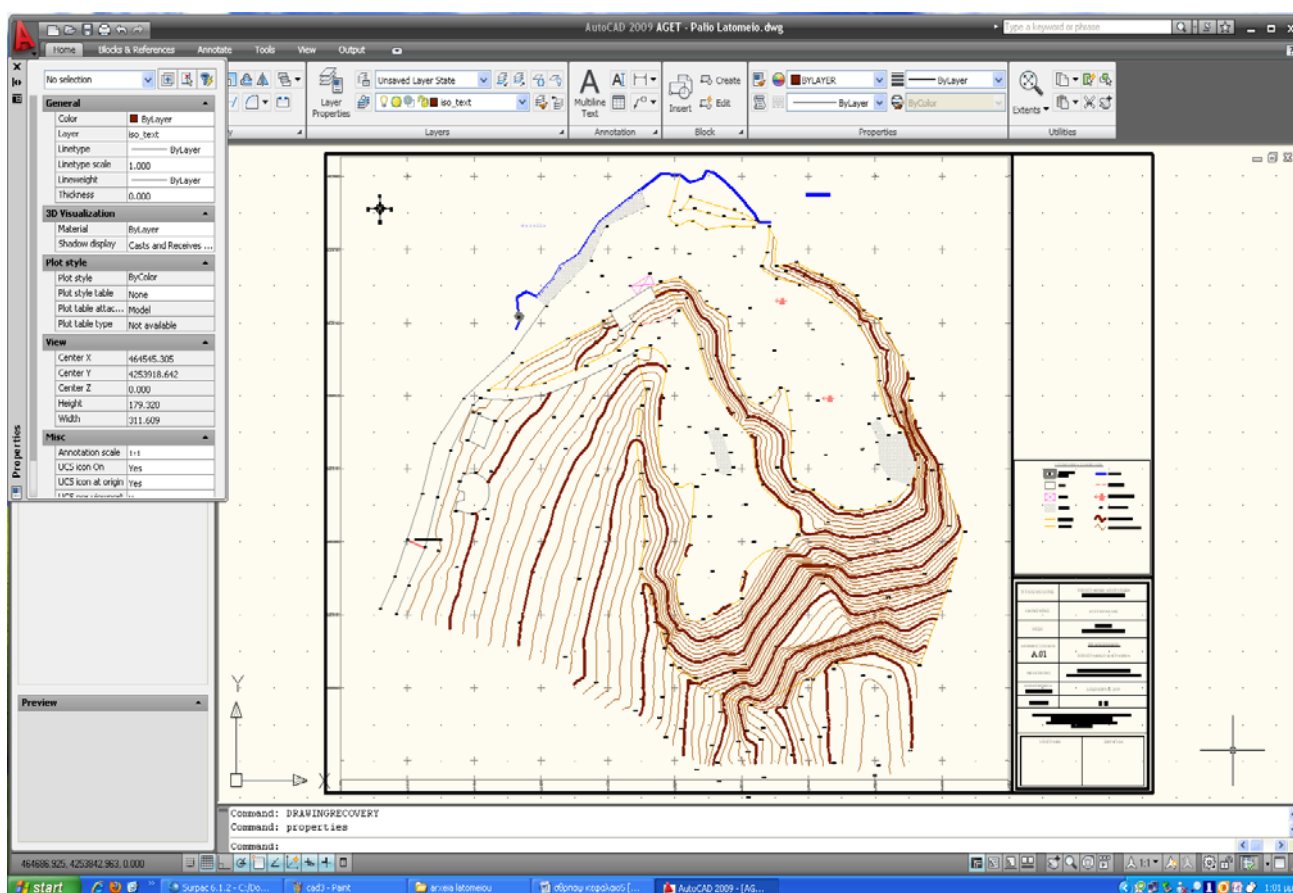 AutoCAD 2009 AGET - Palio Latomeio.dwg
Type a keyword or phrase
Home Blocks & References Annotate Tools View Output
No selection
Unsaved Layer State
Layer Properties
iso_text
Layers
Multiline Text
Annotation
Insert
Create
Edit
Block
BYLAYER
ByLayer
ByLayer
ByColor
Properties
Extents
Utilities
General
Color ByLayer
Layer iso_text
Linetype ByLayer
Linetype scale 1.000
Lineweight ByLayer
Thickness 0.000
3D Visualization
Material ByLayer
Shadow display Casts and Receives ...
Plot style
Plot style ByColor
Plot style table None
Plot table attac... Model
Plot table type Not available
View
Center X 464545.305
Center Y 4253918.642
Center Z 0.000
Height 179.320
Width 311.609
Misc
Annotation scale 1:1
UCS icon On Yes
UCS icon at origin Yes
Properties
Preview
Y
X
A.01
Command: DRAWINGRECOVERY
Command: properties
Command:
464686.925, 4253842.963, 0.000
1:1
start
Surpac 6.1.2 - C:/Do...
cad3 - Paint
arxeia latomeiou
AutoCAD 2009 - [AG...
1:01 μμ